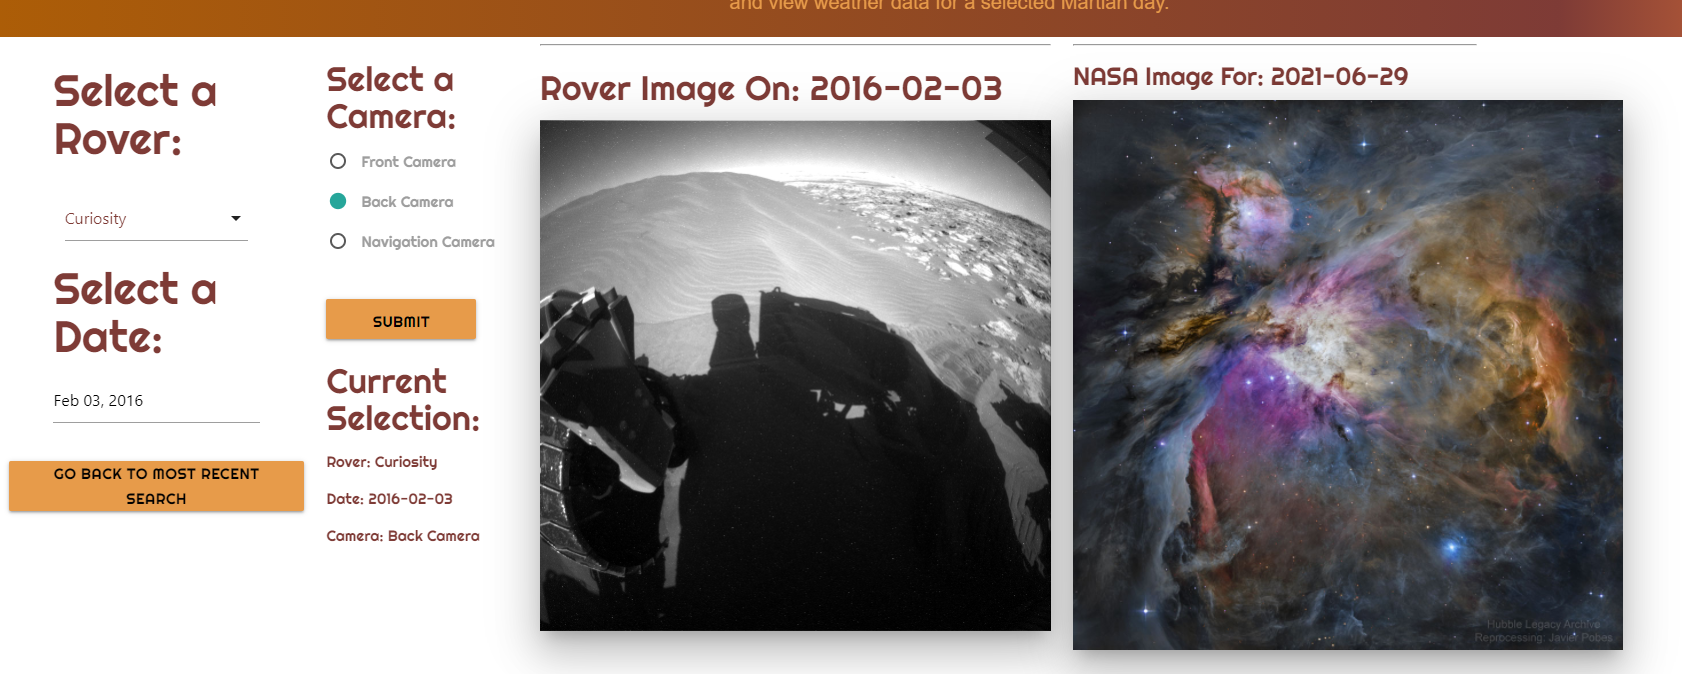 and view weather data for a selected Martian day.
Select a
Rover:
Curiosity
Select a
Date:
Feb 03, 2016
GO BACK TO MOST RECENT
SEARCH
Select a
Camera:
Front Camera
Back Camera
Navigation Camera
SUBMIT
Current
Selection:
Rover: Curiosity
Date: 2016-02-03
Camera: Back Camera
Rover Image On: 2016-02-03
NASA Image For: 2021-06-29
Hubble Legacy Archive
Reprocessing: Javier Pobes